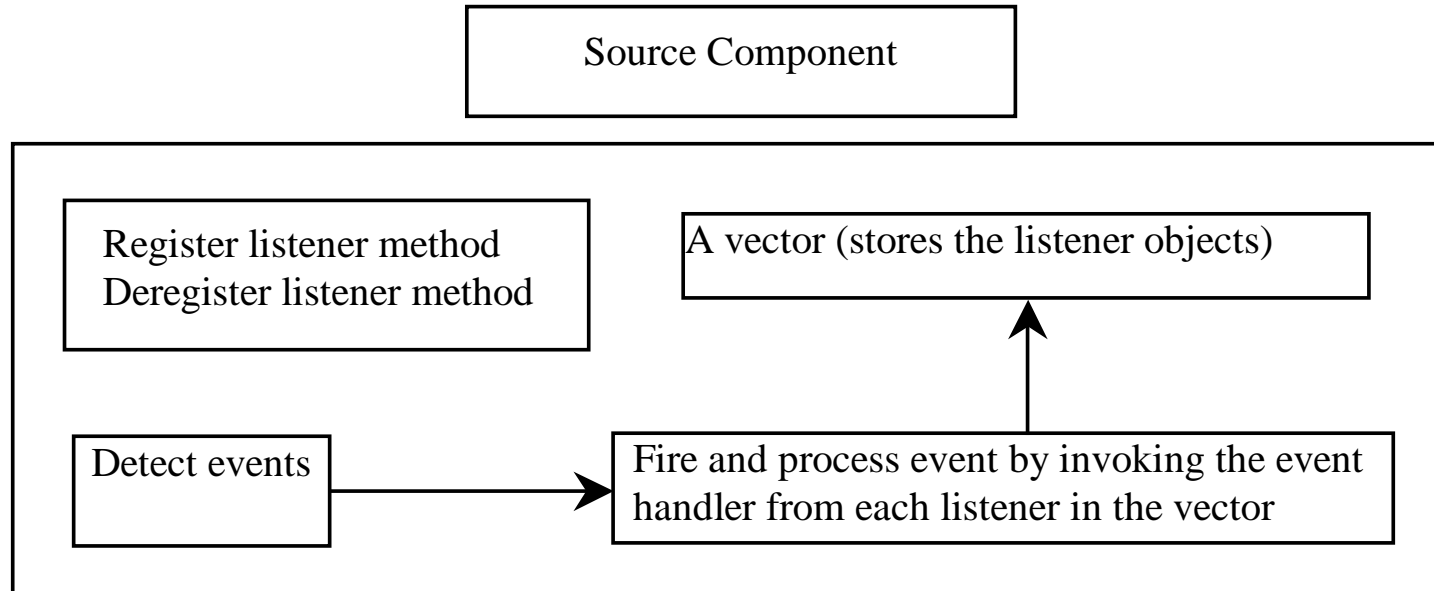 Source Component
Register listener method
Deregister listener method
A vector (stores the listener objects)
Detect events
Fire and process event by invoking the event
handler from each listener in the vector